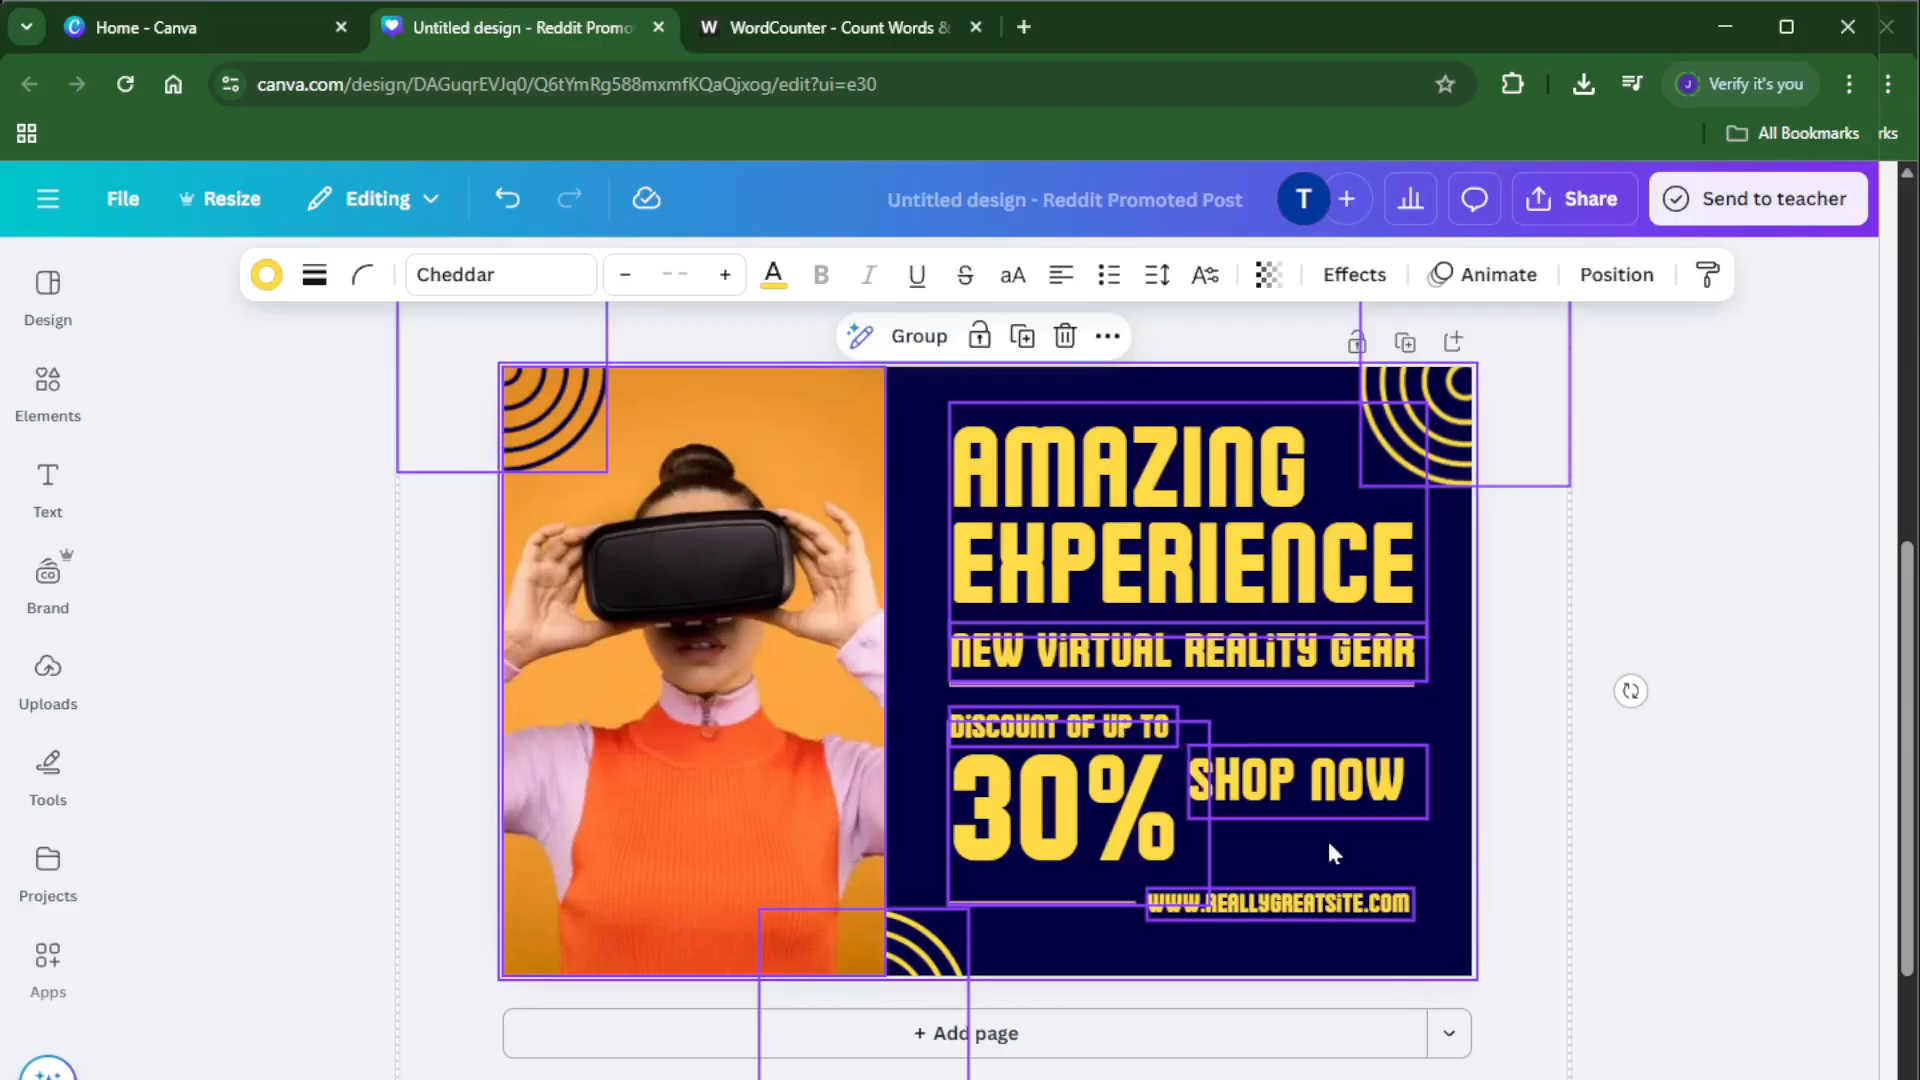 Home - Canva
Untitled design - Reddit Promo
WordCounter - Count Words &
canva.com/design/DAGuqrEVJq0/Q6tYmRg588mxmfKQaQjxog/edit?ui=e30
J
Verify it's you
All Bookmarks
rks
File
Resize
Editing
Untitled design - Reddit Promoted Post
T
Share
Send to teacher
Cheddar
– -- +
A
B
I
U
S
aA
Effects
Animate
Position
Group
Design
Elements
Text
Brand
Uploads
Tools
Projects
Apps
AMAZING
EXPERIENCE
NEW ViRTUAL REALiTY GEAR
DiSCOUNT OF UP TO
30%
SHOP NOW
WWW.REALLYGREATSiTE.COM
+ Add page